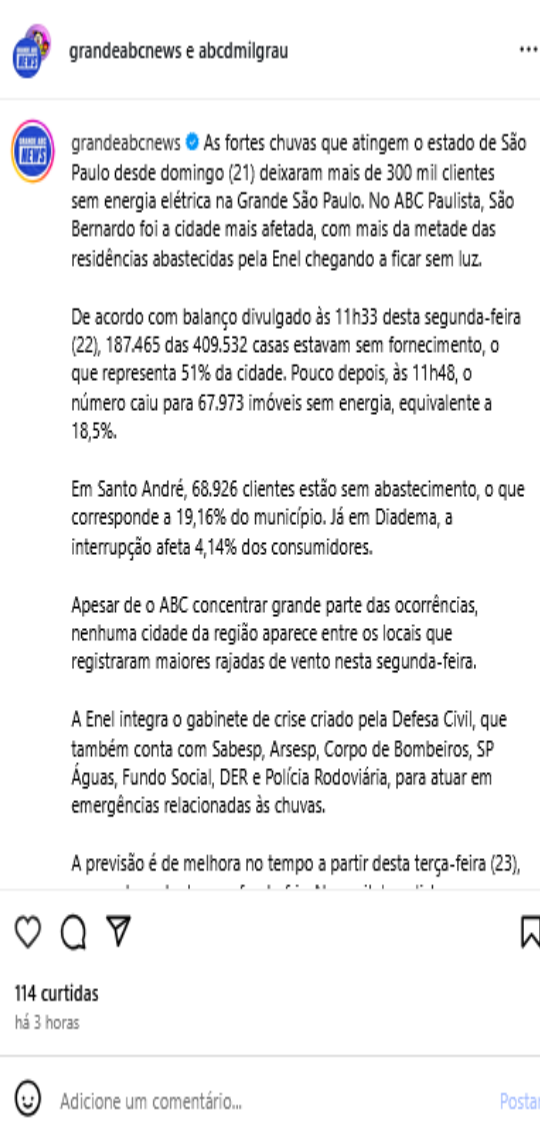 grandeabcnews e abcdmilgrau
GRANDE ABC
NEWS
grandeabcnews As fortes chuvas que atingem o estado de São
Paulo desde domingo (21) deixaram mais de 300 mil clientes
sem energia elétrica na Grande São Paulo. No ABC Paulista, São
Bernardo foi a cidade mais afetada, com mais da metade das
residências abastecidas pela Enel chegando a ficar sem luz.
De acordo com balanço divulgado às 11h33 desta segunda-feira
(22), 187.465 das 409.532 casas estavam sem fornecimento, o
que representa 51% da cidade. Pouco depois, às 11h48, o
número caiu para 67.973 imóveis sem energia, equivalente a
18,5%.
Em Santo André, 68.926 clientes estão sem abastecimento, o que
corresponde a 19,16% do município. Já em Diadema, a
interrupção afeta 4,14% dos consumidores.
Apesar de o ABC concentrar grande parte das ocorrências,
nenhuma cidade da região aparece entre os locais que
registraram maiores rajadas de vento nesta segunda-feira.
A Enel integra o gabinete de crise criado pela Defesa Civil, que
também conta com Sabesp, Arsesp, Corpo de Bombeiros, SP
Águas, Fundo Social, DER e Polícia Rodoviária, para atuar em
emergências relacionadas às chuvas.
A previsão é de melhora no tempo a partir desta terça-feira (23),
114 curtidas
há 3 horas
Adicione um comentário...
Postar